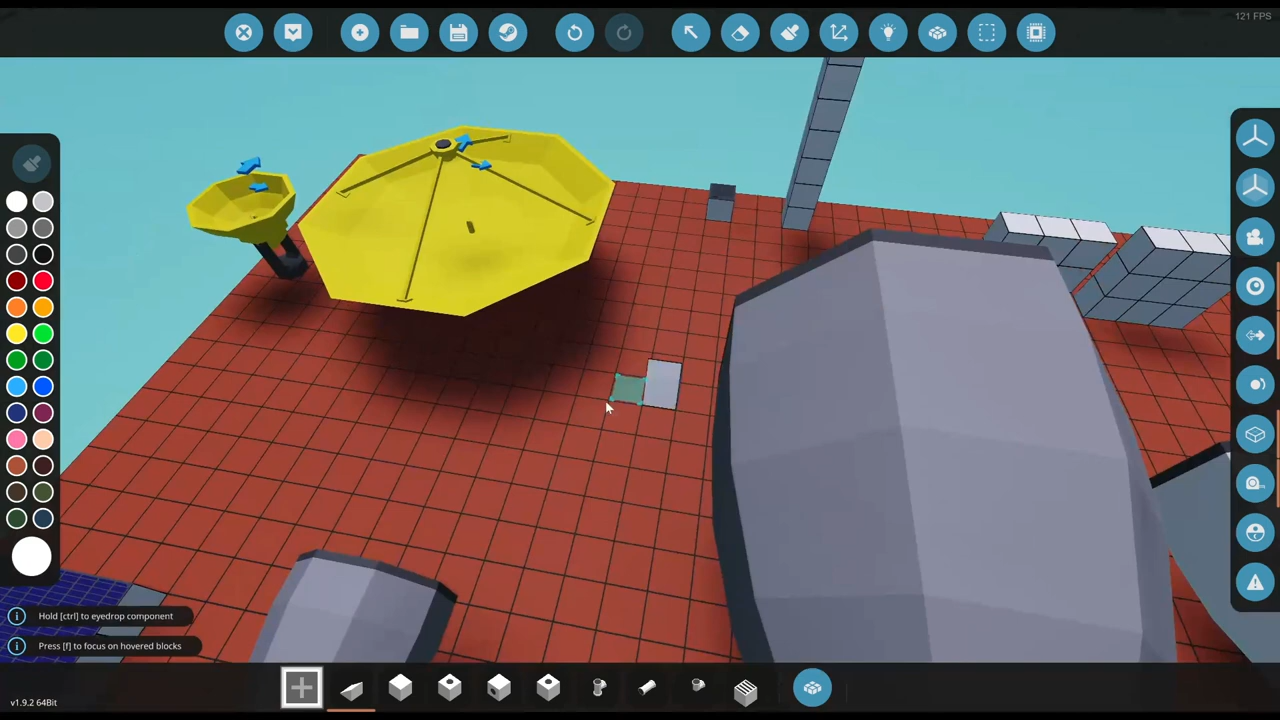 121 FPS
Hold [ctrl] to eyedrop component
Press [f] to focus on hovered blocks
v1.9.2 64Bit